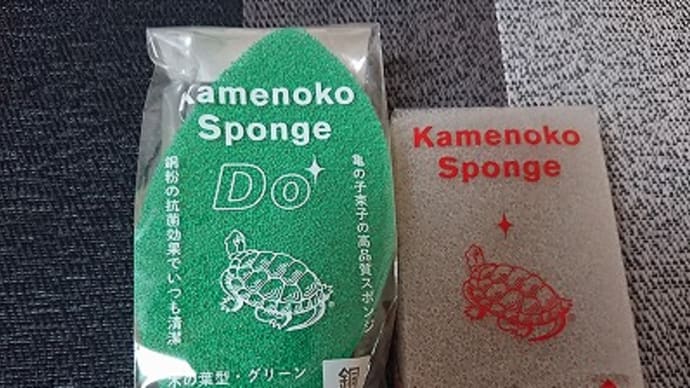 Kamenoko
Sponge
Do
亀の子束子の高品質スポンジ
銅粉の抗菌効果でいつも清潔
木の葉型・グリーン
銅
Kamenoko
Sponge